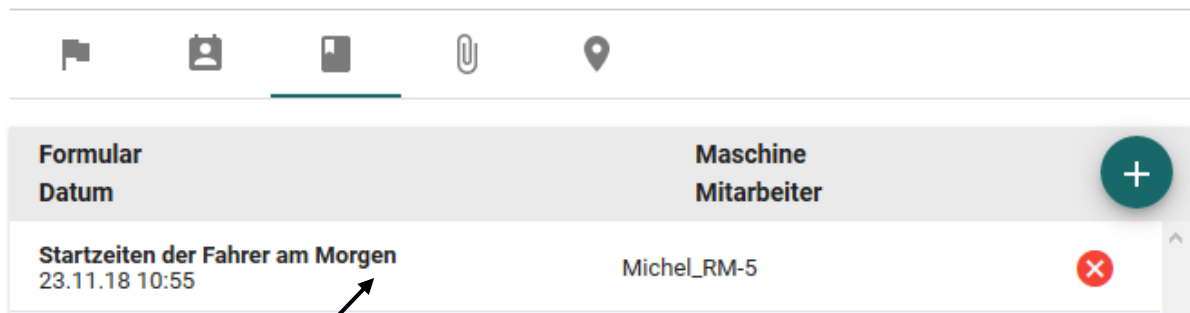 Formular Maschine
Datum Mitarbeiter
Startzeiten der Fahrer am Morgen
23.11.18 10:55 Michel_RM-5